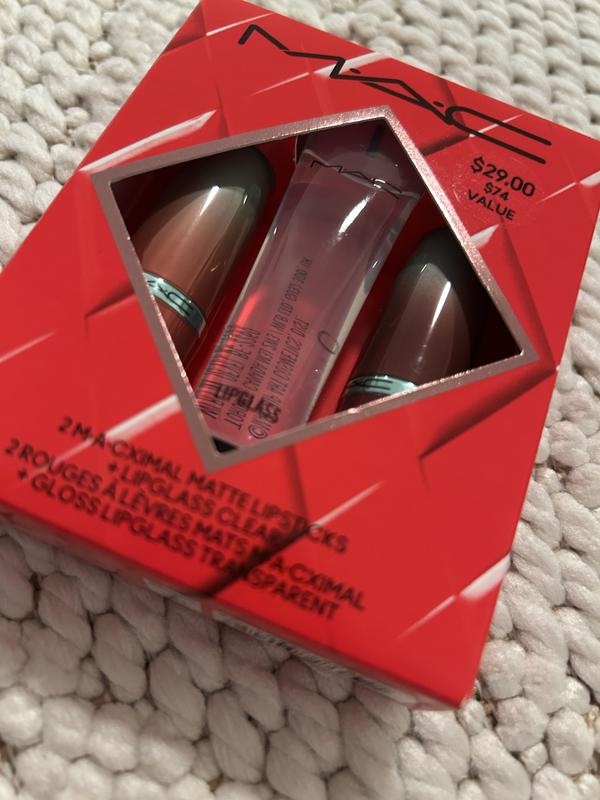 M·A·C
$29.00
$74
VALUE
M·A·C
LIPGLASS
2 M·A·CXIMAL MATTE LIPSTICKS
+ LIPGLASS CLEAR
2 ROUGES À LÈVRES MATS M·A·CXIMAL
+ GLOSS LIPGLASS TRANSPARENT